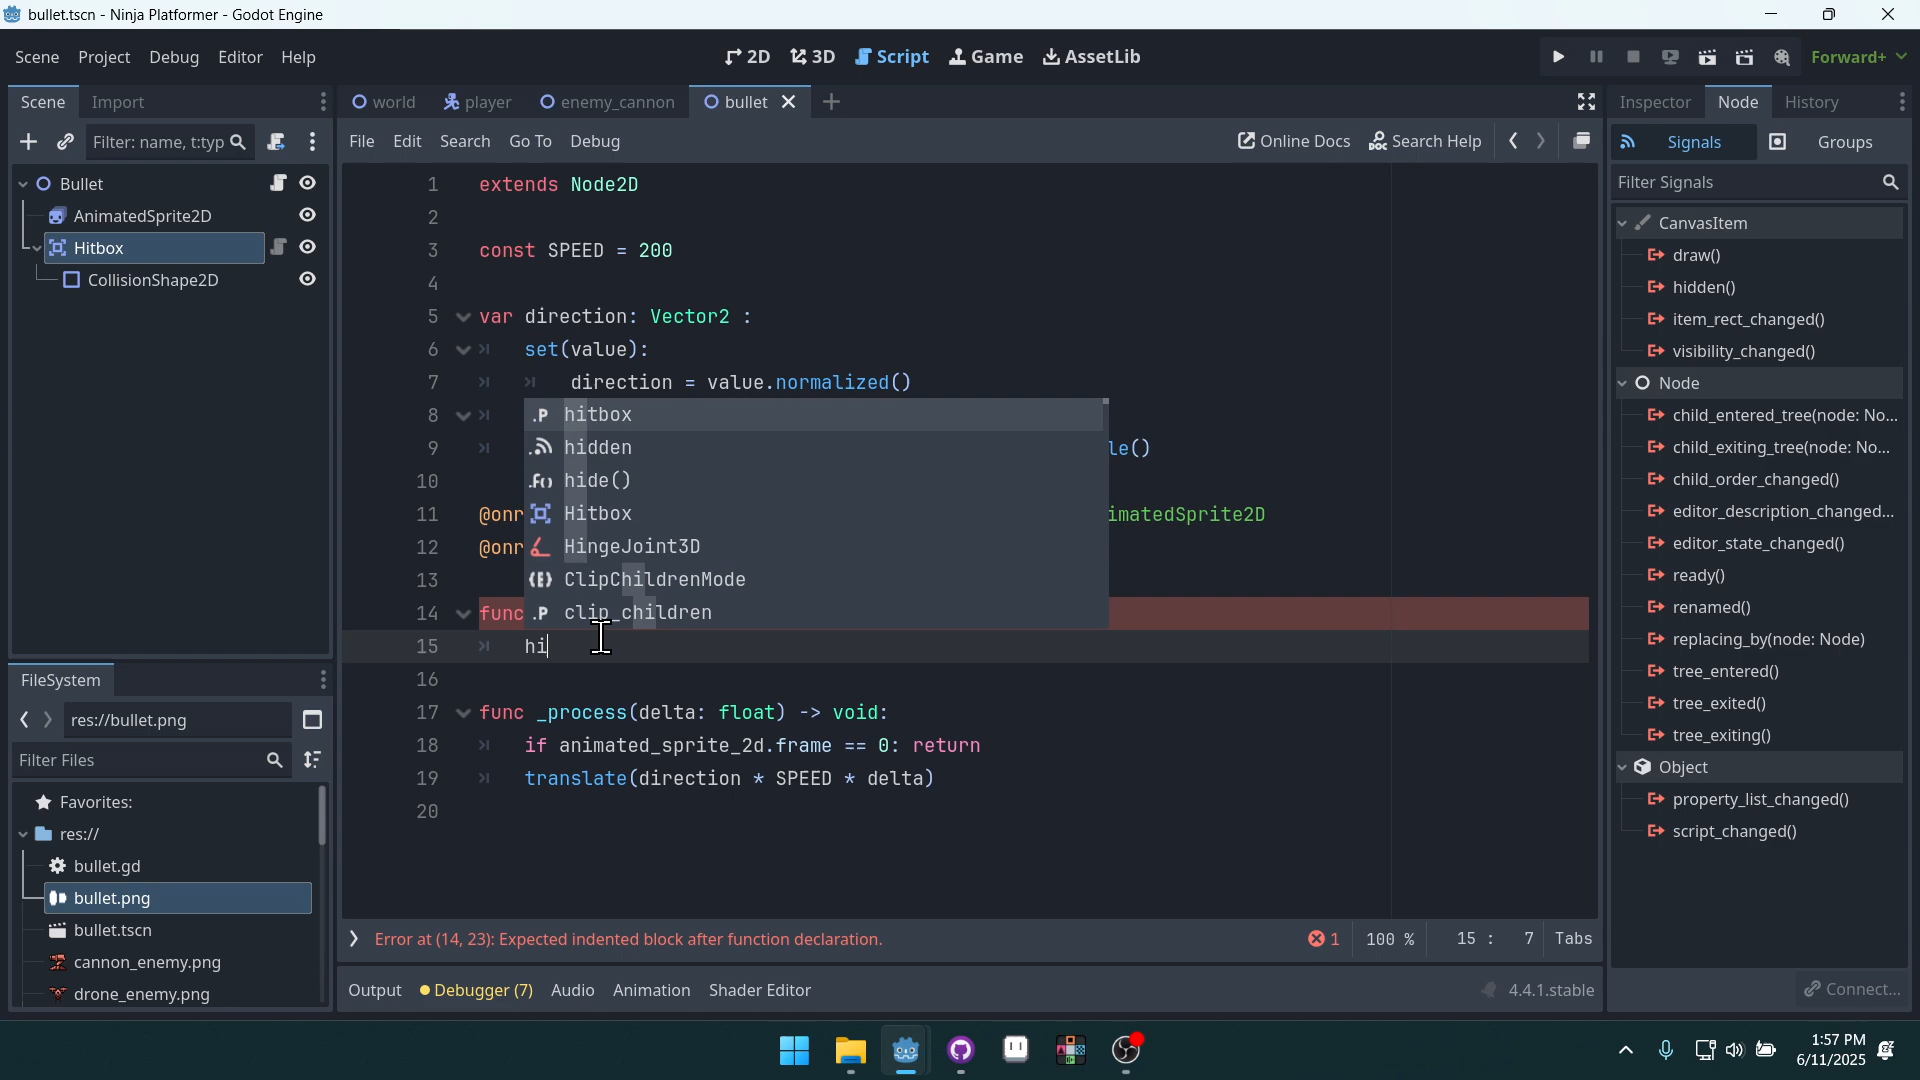 bullet.tscn - Ninja Platformer - Godot Engine
Scene Project Debug Editor Help
2D 3D Script Game AssetLib
Forward+
Scene Import
Filter: name, t:typ
Bullet
AnimatedSprite2D
Hitbox
CollisionShape2D
FileSystem
res://bullet.png
Filter Files
Favorites:
res://
bullet.gd
bullet.png
bullet.tscn
cannon_enemy.png
drone_enemy.png
world player enemy_cannon bullet
File Edit Search Go To Debug
Online Docs Search Help
1 extends Node2D
2
3 const SPEED = 200
4
5 var direction: Vector2 :
6 set(value):
7 direction = value.normalized()
8
9 le()
10
11 @onr imatedSprite2D
12 @onr
13
14 func
15 hi
16
17 func _process(delta: float) -> void:
18 if animated_sprite_2d.frame == 0: return
19 translate(direction * SPEED * delta)
20
.P hitbox
hidden
.f() hide()
Hitbox
HingeJoint3D
(E) ClipChildrenMode
.P clip_children
Error at (14, 23): Expected indented block after function declaration.
1 100 % 15 : 7 Tabs
Output Debugger (7) Audio Animation Shader Editor
4.4.1.stable
Inspector Node History
Signals Groups
Filter Signals
CanvasItem
draw()
hidden()
item_rect_changed()
visibility_changed()
Node
child_entered_tree(node: No...
child_exiting_tree(node: No...
child_order_changed()
editor_description_changed...
editor_state_changed()
ready()
renamed()
replacing_by(node: Node)
tree_entered()
tree_exited()
tree_exiting()
Object
property_list_changed()
script_changed()
Connect...
1:57 PM
6/11/2025